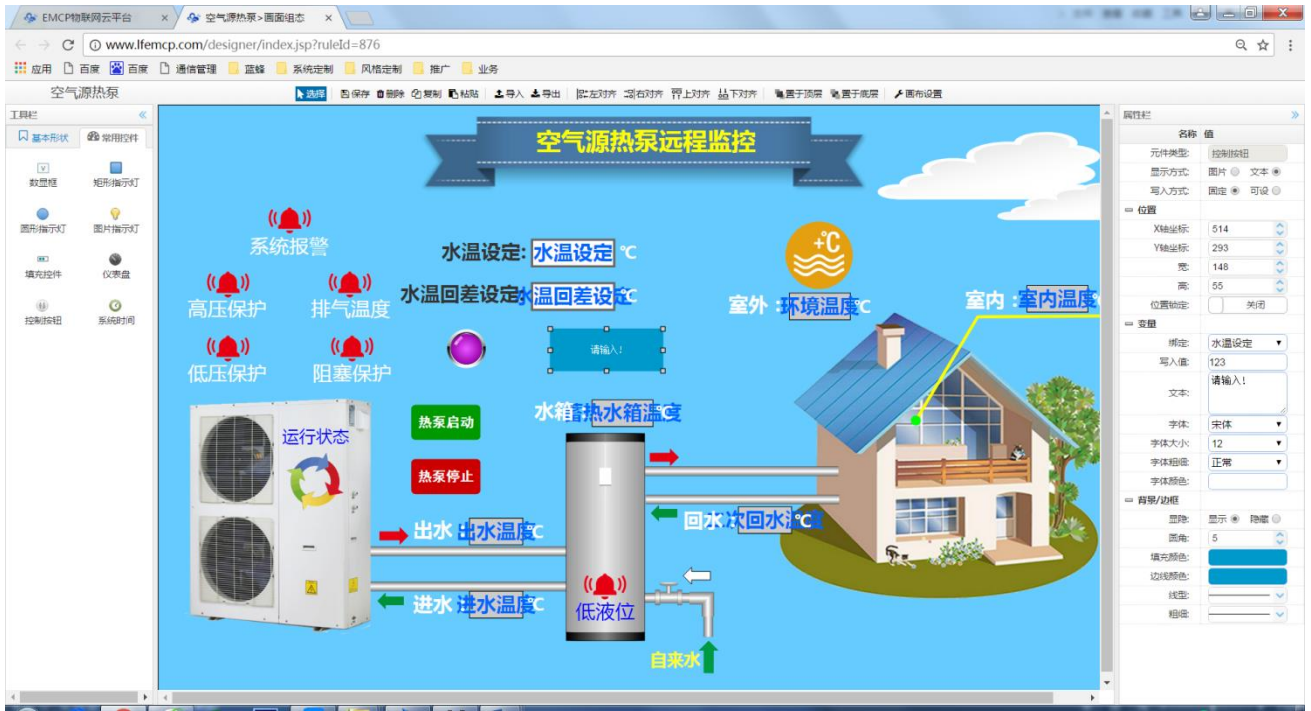 EMCP物联网云平台
空气源热泵>画面组态
www.lfemcp.com/designer/index.jsp?ruleId=876
应用 百度 百度 通信管理 蓝蜂 系统定制 风格定制 推广 业务
空气源热泵 选择 保存 删除 复制 粘贴 导入 导出 左对齐 右对齐 上对齐 下对齐 置于顶层 置于底层 画布设置
工具栏
基本形状 常用控件
数显框 矩形指示灯
圆形指示灯 图片指示灯
填充控件 仪表盘
控制按钮 系统时间
空气源热泵远程监控
系统报警
高压保护 排气温度
低压保护 阻塞保护
水温设定: 水温设定 ℃
水温回差设定 水温回差设定 ℃
请输入!
+C
室外: 环境温度 ℃
室内: 室内温度
运行状态
热泵启动
热泵停止
水箱 蓄热水箱温度
出水 出水温度 ℃
进水 进水温度 ℃
回水 二次回水温度 ℃
低液位
自来水
属性栏
名称 值
元件类型: 控制按钮
显示方式: 图片 文本
写入方式: 固定 可设
位置
X轴坐标: 514
Y轴坐标: 293
宽: 148
高: 55
位置锁定: 关闭
变量
绑定: 水温设定
写入值: 123
文本: 请输入!
字体: 宋体
字体大小: 12
字体粗细: 正常
字体颜色:
背景/边框
显隐: 显示 隐藏
圆角: 5
填充颜色:
边线颜色:
线型:
粗细: